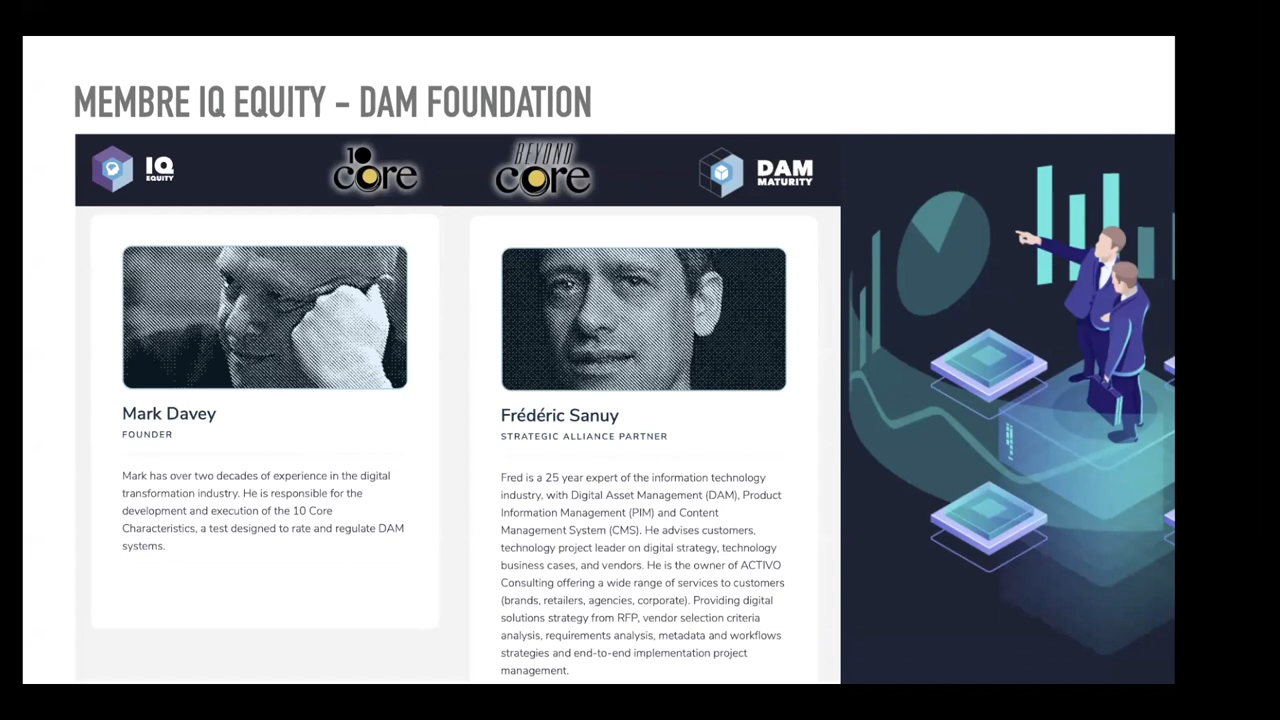 MEMBRE IQ EQUITY - DAM FOUNDATION
IQ
EQUITY
10
core
BEYOND
core
DAM
MATURITY
Mark Davey
FOUNDER
Mark has over two decades of experience in the digital
transformation industry. He is responsible for the
development and execution of the 10 Core
Characteristics, a test designed to rate and regulate DAM
systems.
Frédéric Sanuy
STRATEGIC ALLIANCE PARTNER
Fred is a 25 year expert of the information technology
industry, with Digital Asset Management (DAM), Product
Information Management (PIM) and Content
Management System (CMS). He advises customers,
technology project leader on digital strategy, technology
business cases, and vendors. He is the owner of ACTIVO
Consulting offering a wide range of services to customers
(brands, retailers, agencies, corporate). Providing digital
solutions strategy from RFP, vendor selection criteria
analysis, requirements analysis, metadata and workflows
strategies and end-to-end implementation project
management.